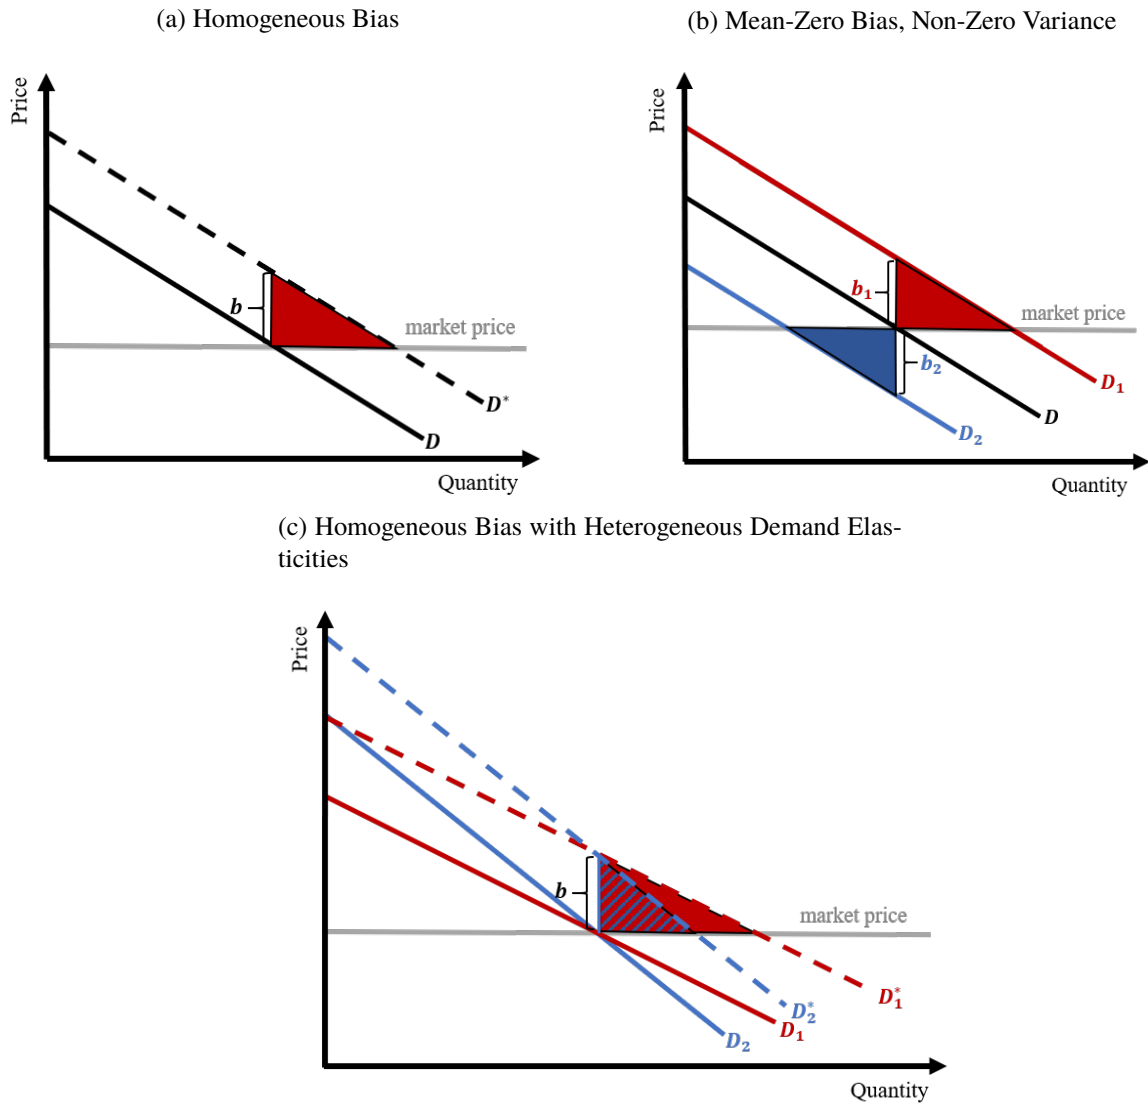 (a) Homogeneous Bias
Price
b
market price
D*
D
Quantity
(b) Mean-Zero Bias, Non-Zero Variance
Price
b₁
market price
b₂
D₁
D
D₂
Quantity
(c) Homogeneous Bias with Heterogeneous Demand Elas-
ticities
Price
b
market price
D₁*
D₂*
D₁
D₂
Quantity